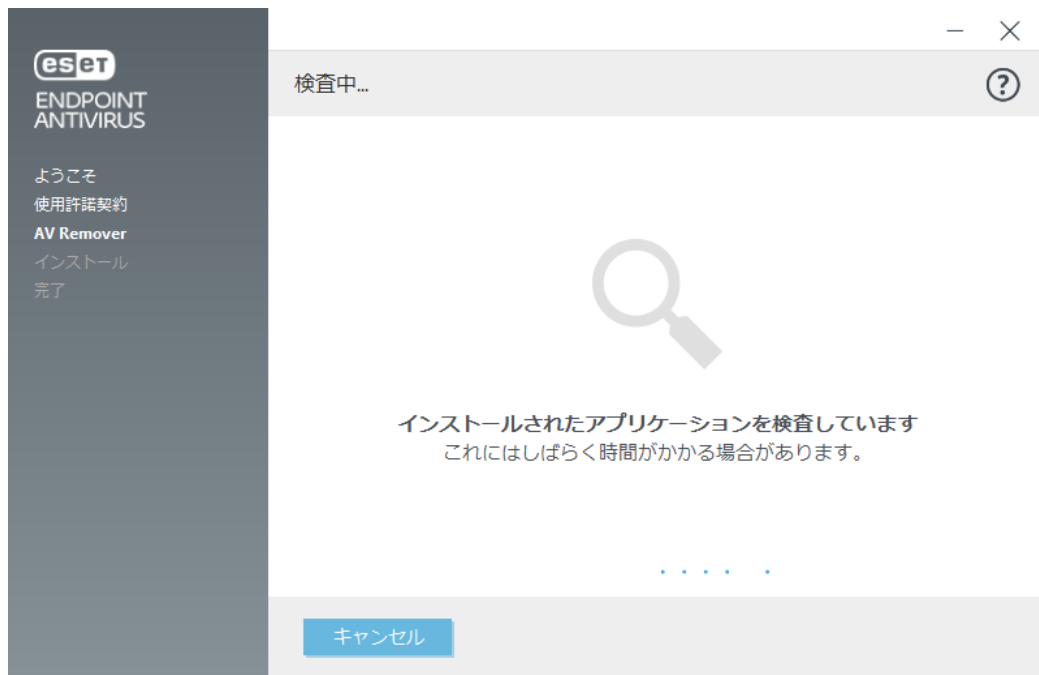 eset
ENDPOINT
ANTIVIRUS
ようこそ
使用許諾契約
AV Remover
インストール
完了
検査中...
?
インストールされたアプリケーションを検査しています
これにはしばらく時間がかかる場合があります。
キャンセル